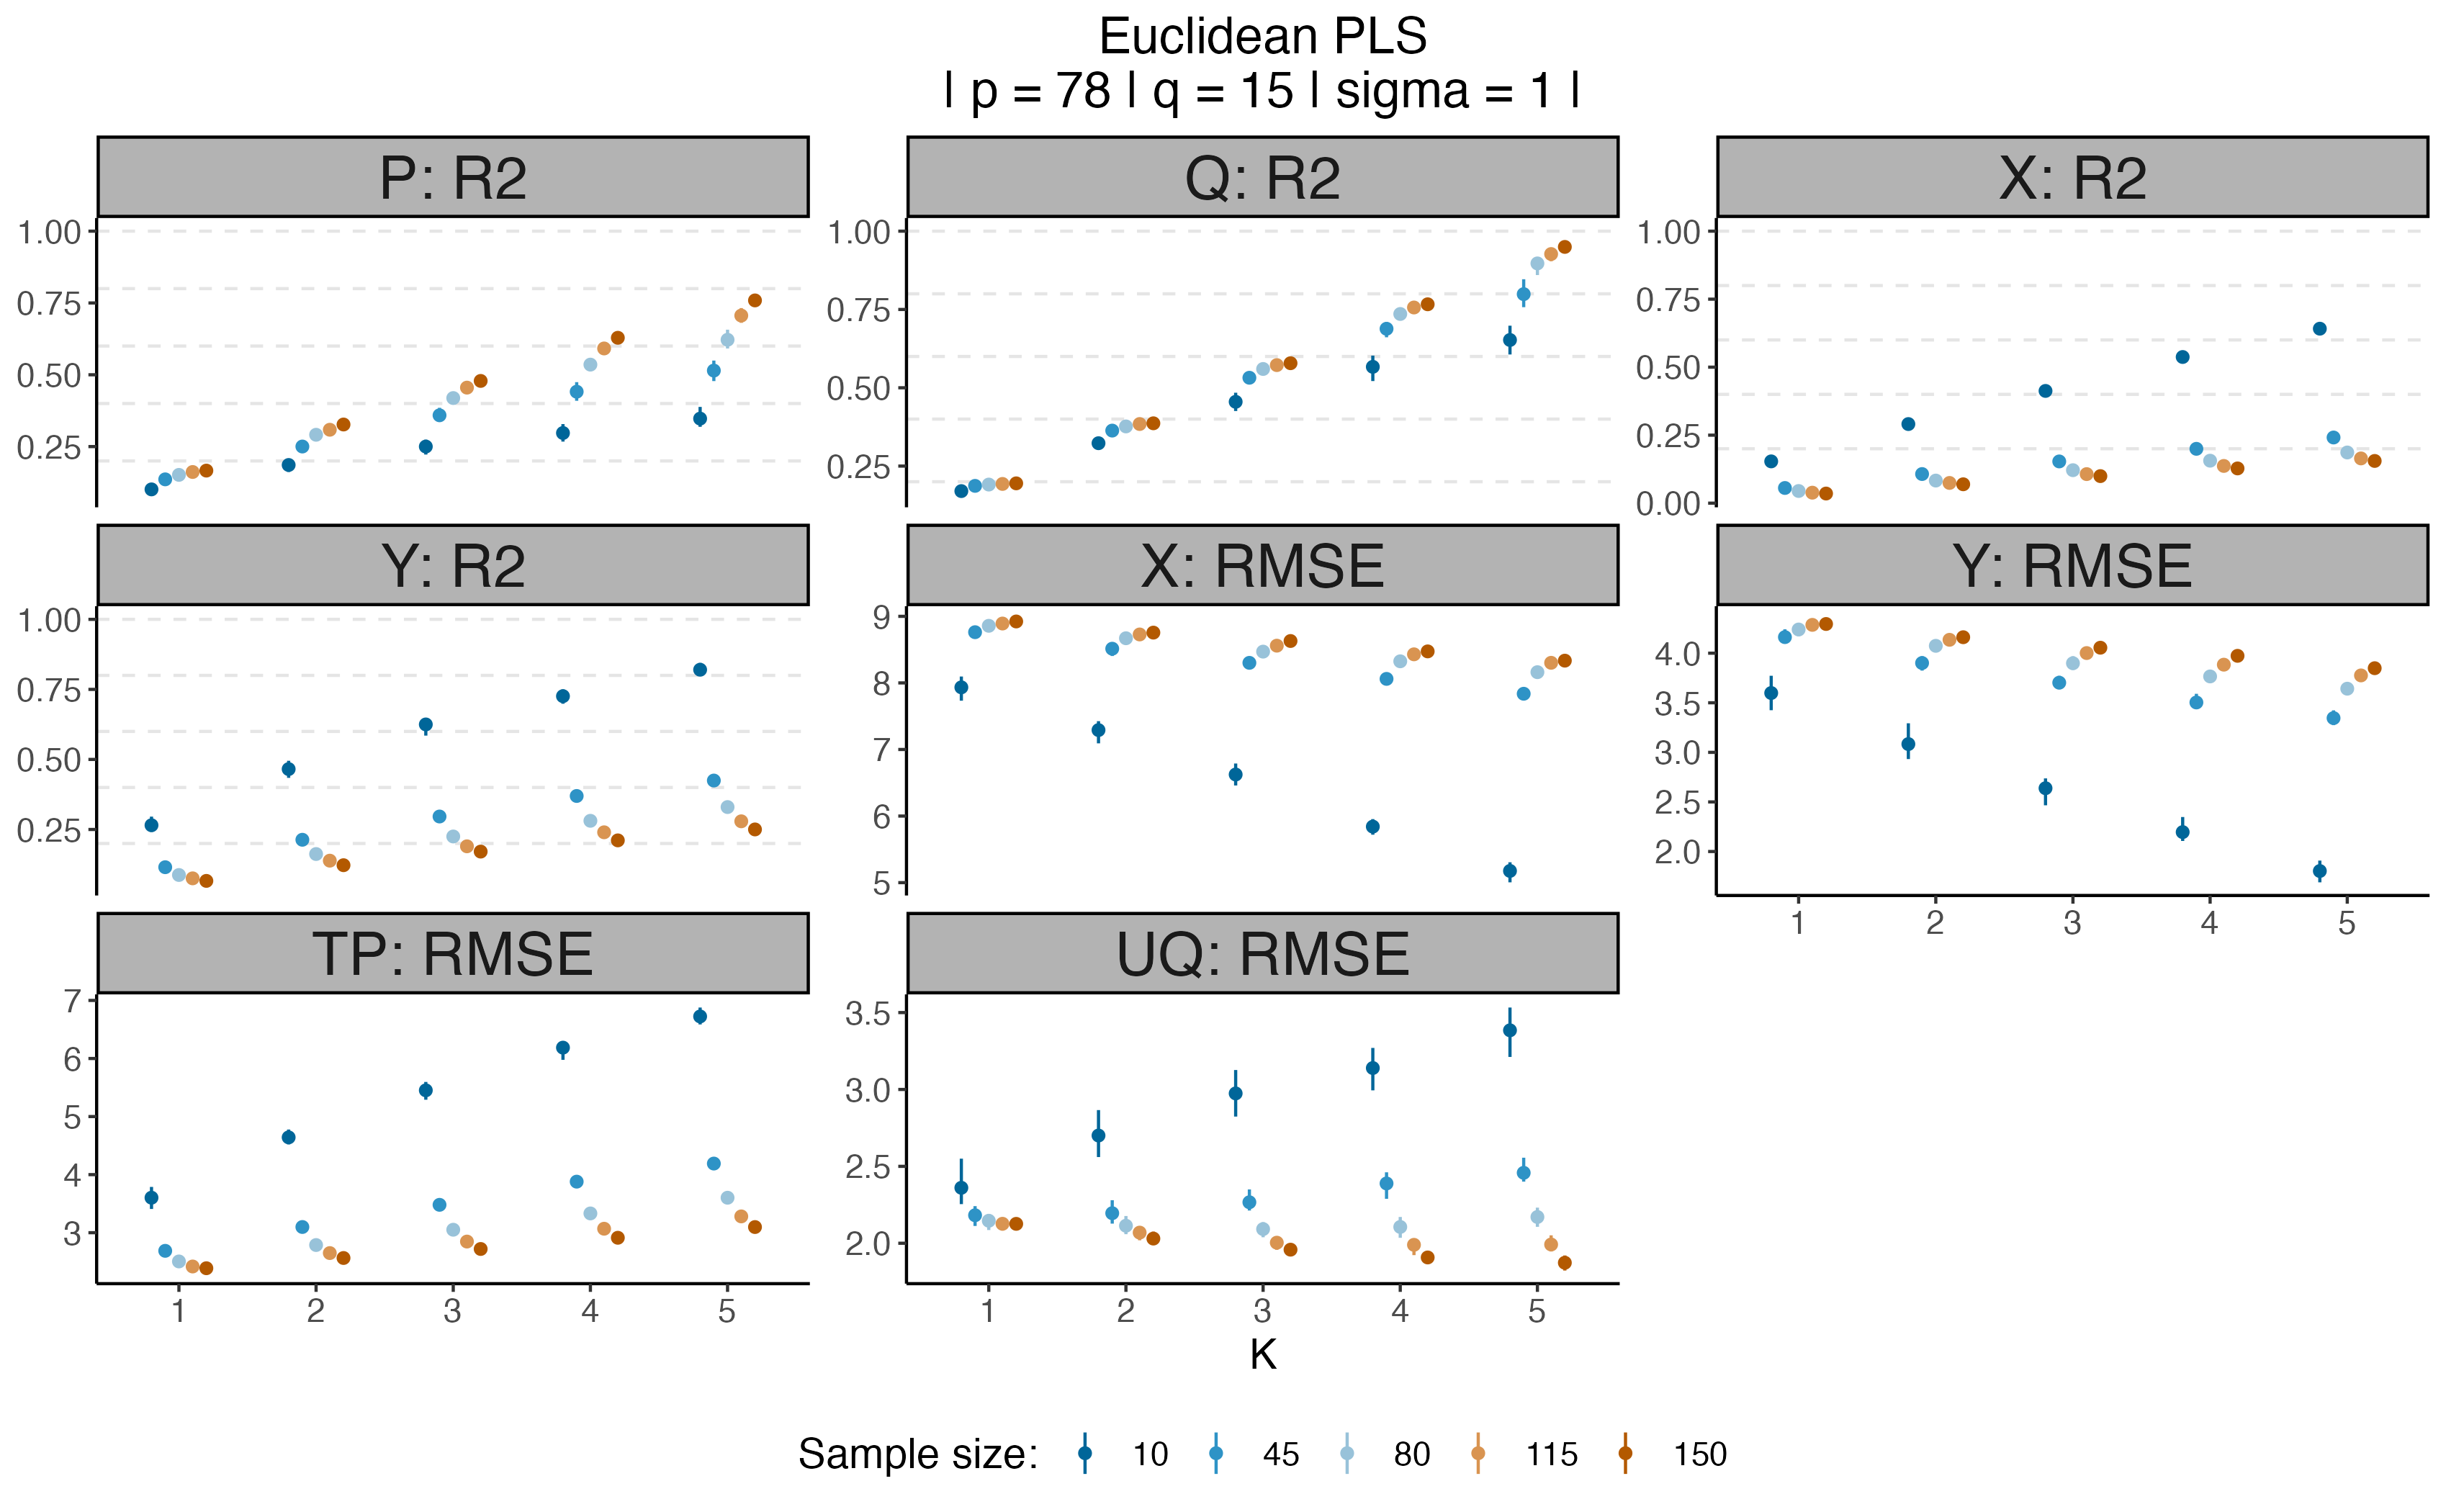 Euclidean PLS
| p = 78 | q = 15 | sigma = 1 |
P: R2
Q: R2
X: R2
1.00
0.75
0.50
0.25
1.00
0.75
0.50
0.25
1.00
0.75
0.50
0.25
0.00
Y: R2
X: RMSE
Y: RMSE
1.00
0.75
0.50
0.25
9
8
7
6
5
4.0
3.5
3.0
2.5
2.0
1 2 3 4 5
TP: RMSE
UQ: RMSE
7
6
5
4
3
3.5
3.0
2.5
2.0
1 2 3 4 5
1 2 3 4 5
K
Sample size: 10 45 80 115 150